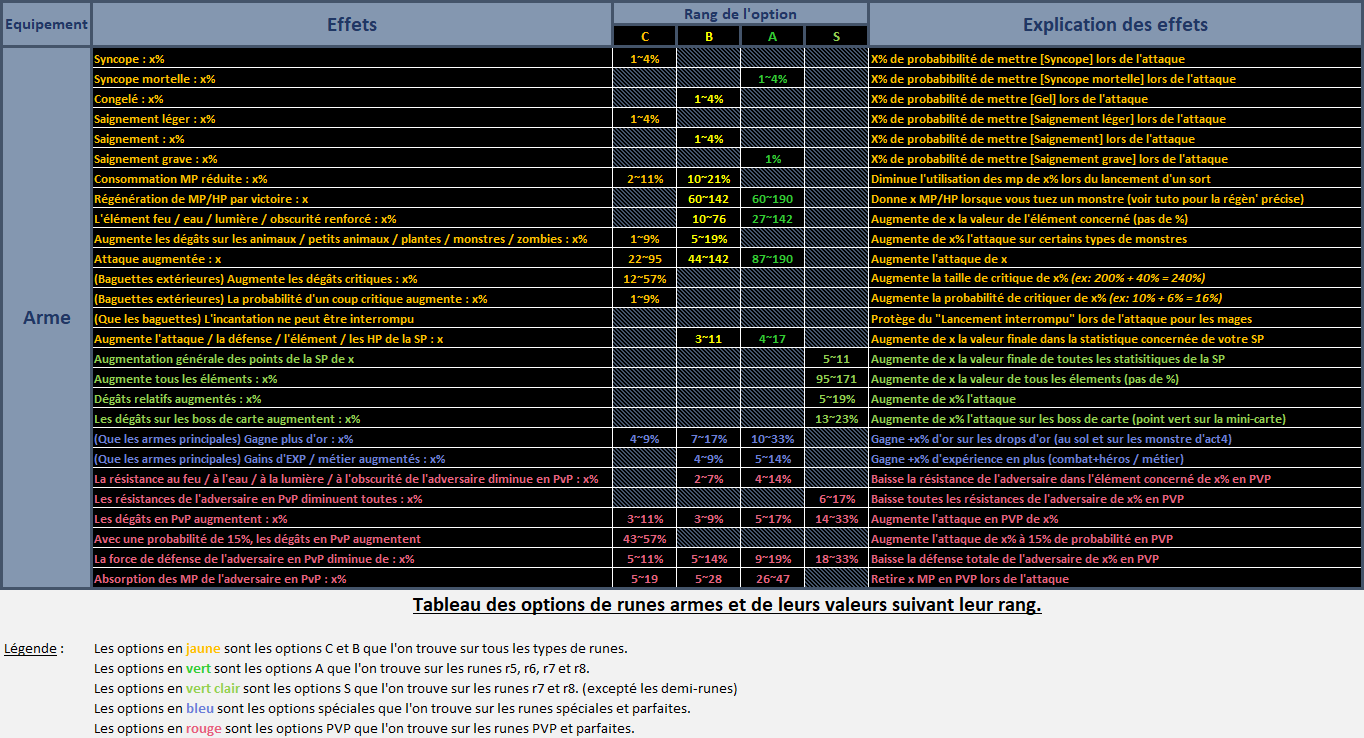 Equipement Effets Rang de l'option Explication des effets
C B A S
Arme
Syncope : x% 1~4% X% de probabibilité de mettre [Syncope] lors de l'attaque
Syncope mortelle : x% 1~4% X% de probabilité de mettre [Syncope mortelle] lors de l'attaque
Congelé : x% 1~4% X% de probabilité de mettre [Gel] lors de l'attaque
Saignement léger : x% 1~4% X% de probabilité de mettre [Saignement léger] lors de l'attaque
Saignement : x% 1~4% X% de probabilité de mettre [Saignement] lors de l'attaque
Saignement grave : x% 1% X% de probabilité de mettre [Saignement grave] lors de l'attaque
Consommation MP réduite : x% 2~11% 10~21% Diminue l'utilisation des mp de x% lors du lancement d'un sort
Régénération de MP/HP par victoire : x 60~142 60~190 Donne x MP/HP lorsque vous tuez un monstre (voir tuto pour la régèn' précise)
L'élément feu / eau / lumière / obscurité renforcé : x% 10~76 27~142 Augmente de x la valeur de l'élément concerné (pas de %)
Augmente les dégâts sur les animaux / petits animaux / plantes / monstres / zombies : x% 1~9% 5~19% Augmente de x% l'attaque sur certains types de monstres
Attaque augmentée : x 22~95 44~142 87~190 Augmente l'attaque de x
(Baguettes extérieures) Augmente les dégâts critiques : x% 12~57% Augmente la taille de critique de x% (ex: 200% + 40% = 240%)
(Baguettes extérieures) La probabilité d'un coup critique augmente : x% 1~9% Augmente la probabilité de critiquer de x% (ex: 10% + 6% = 16%)
(Que les baguettes) L'incantation ne peut être interrompu Protège du "Lancement interrompu" lors de l'attaque pour les mages
Augmente l'attaque / la défense / l'élément / les HP de la SP : x 3~11 4~17 Augmente de x la valeur finale dans la statistique concernée de votre SP
Augmentation générale des points de la SP de x 5~11 Augmente de x la valeur finale de toutes les statisitiques de la SP
Augmente tous les éléments : x% 95~171 Augmente de x la valeur de tous les élements (pas de %)
Dégâts relatifs augmentés : x% 5~19% Augmente de x% l'attaque
Les dégâts sur les boss de carte augmentent : x% 13~23% Augmente de x% l'attaque sur les boss de carte (point vert sur la mini-carte)
(Que les armes principales) Gagne plus d'or : x% 4~9% 7~17% 10~33% Gagne +x% d'or sur les drops d'or (au sol et sur les monstre d'act4)
(Que les armes principales) Gains d'EXP / métier augmentés : x% 4~9% 5~14% Gagne +x% d'expérience en plus (combat+héros / métier)
La résistance au feu / à l'eau / à la lumière / à l'obscurité de l'adversaire diminue en PvP : x% 2~7% 4~14% Baisse la résistance de l'adversaire dans l'élément concerné de x% en PVP
Les résistances de l'adversaire en PvP diminuent toutes : x% 6~17% Baisse toutes les résistances de l'adversaire de x% en PVP
Les dégâts en PvP augmentent : x% 3~11% 3~9% 5~17% 14~33% Augmente l'attaque en PVP de x%
Avec une probabilité de 15%, les dégâts en PvP augmentent 43~57% Augmente l'attaque de x% à 15% de probabilité en PVP
La force de défense de l'adversaire en PvP diminue de : x% 5~11% 5~14% 9~19% 18~33% Baisse la défense totale de l'adversaire de x% en PVP
Absorption des MP de l'adversaire en PvP : x% 5~19 5~28 26~47 Retire x MP en PVP lors de l'attaque
Tableau des options de runes armes et de leurs valeurs suivant leur rang.
Légende : Les options en jaune sont les options C et B que l'on trouve sur tous les types de runes.
Les options en vert sont les options A que l'on trouve sur les runes r5, r6, r7 et r8.
Les options en vert clair sont les options S que l'on trouve sur les runes r7 et r8. (excepté les demi-runes)
Les options en bleu sont les options spéciales que l'on trouve sur les runes spéciales et parfaites.
Les options en rouge sont les options PVP que l'on trouve sur les runes PVP et parfaites.